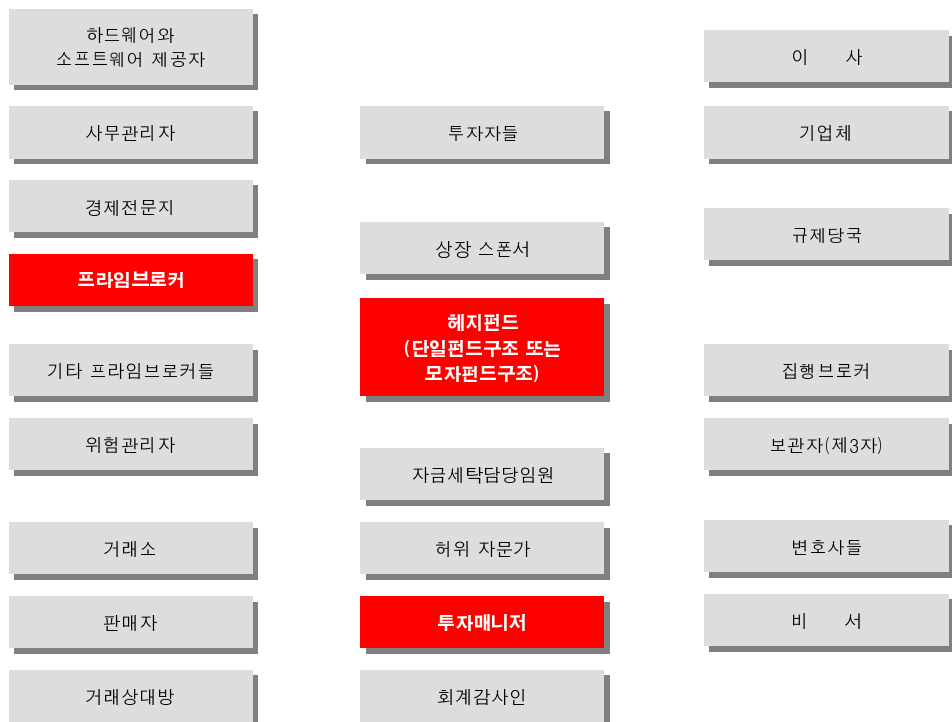 하드웨어와
소프트웨어 제공자
사무관리자
경제전문지
프라임브로커
기타 프라임브로커들
위험관리자
거래소
판매자
거래상대방
투자자들
상장 스폰서
헤지펀드
(단일펀드구조 또는
모자펀드구조)
자금세탁담당임원
허위 자문가
투자매니저
회계감사인
이 사
기업체
규제당국
집행브로커
보관자(제3자)
변호사들
비 서